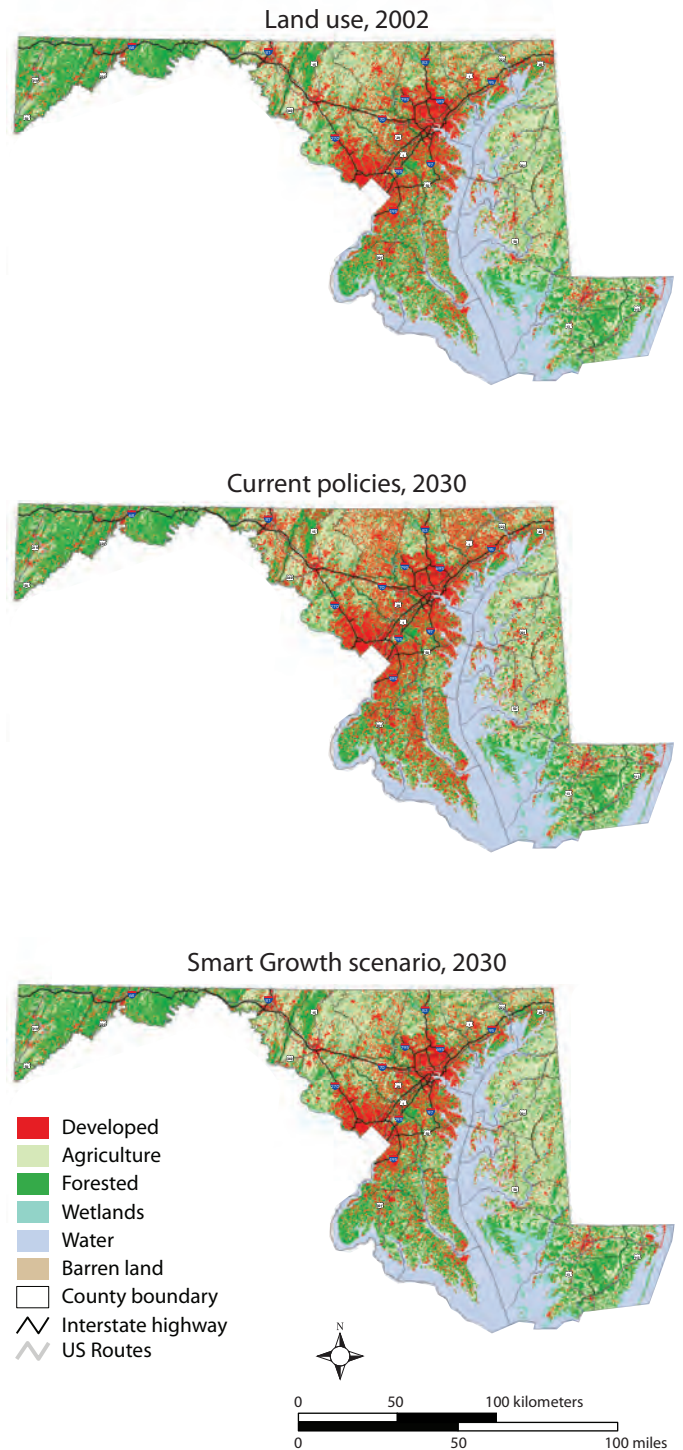 Land use, 2002
Current policies, 2030
Smart Growth scenario, 2030
Developed
Agriculture
Forested
Wetlands
Water
Barren land
County boundary
Interstate highway
US Routes
N
0 50 100 kilometers
0 50 100 miles